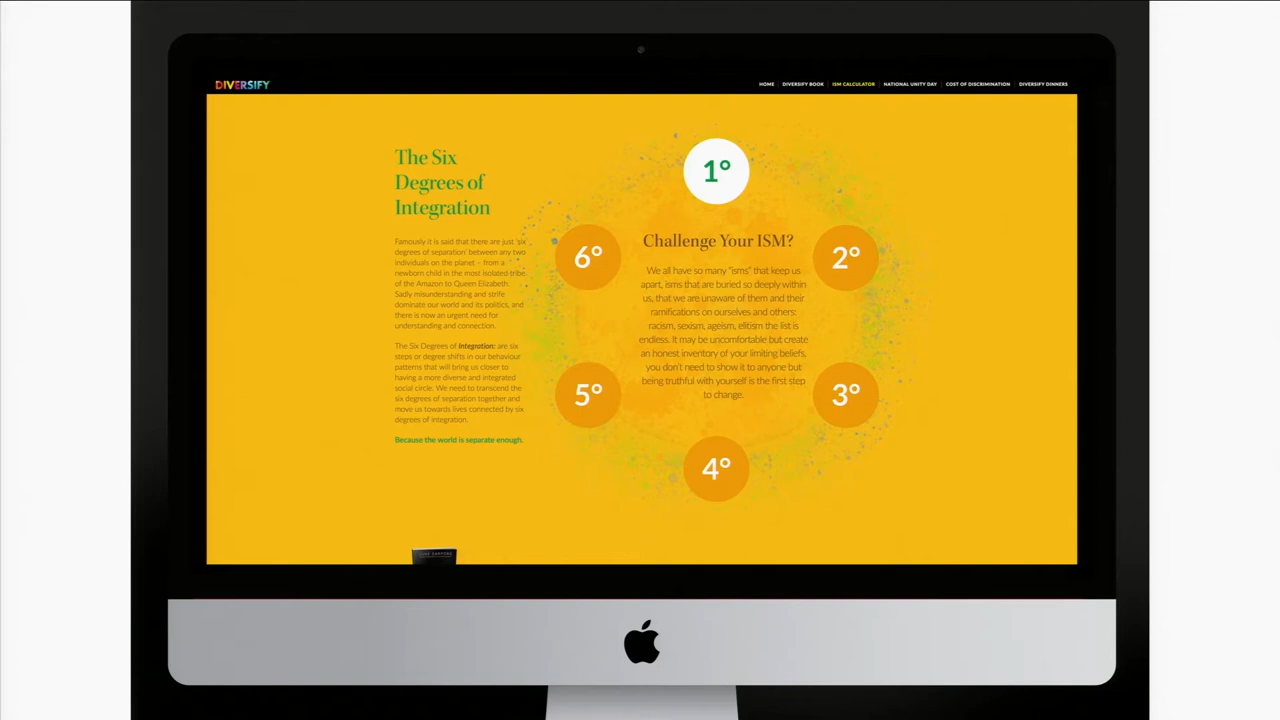 DIVERSIFY
HOME
DIVERSIFY BOOK
ISM CALCULATOR
NATIONAL UNITY DAY
COST OF DISCRIMINATION
DIVERSIFY DINNERS
The Six
Degrees of
Integration
Famously it is said that there are just 'six
degrees of separation' between any two
individuals on the planet – from a
newborn child in the most isolated tribe
of the Amazon to Queen Elizabeth.
Sadly misunderstanding and strife
dominate our world and its politics, and
there is now an urgent need for
understanding and connection.
The Six Degrees of Integration: are six
steps or degree shifts in our behaviour
patterns that will bring us closer to
having a more diverse and integrated
social circle. We need to transcend the
six degrees of separation together and
move us towards lives connected by six
degrees of integration.
Because the world is separate enough.
1°
2°
3°
4°
5°
6°
Challenge Your ISM?
We all have so many "isms" that keep us
apart, isms that are buried so deeply within
us, that we are unaware of them and their
ramifications on ourselves and others:
racism, sexism, ageism, elitism the list is
endless. It may be uncomfortable but create
an honest inventory of your limiting beliefs,
you don't need to show it to anyone but
being truthful with yourself is the first step
to change.